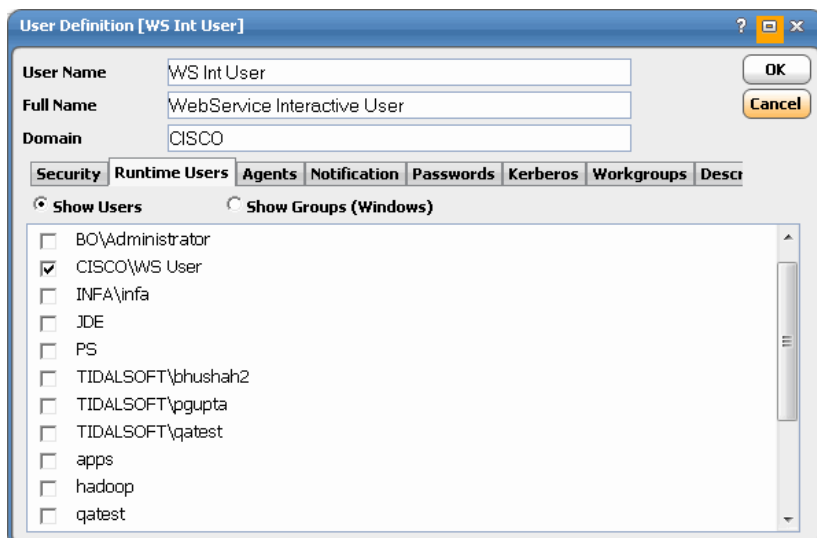 User Definition [WS Int User] ?
User Name WS Int User OK
Full Name WebService Interactive User Cancel
Domain CISCO
Security Runtime Users Agents Notification Passwords Kerberos Workgroups Descr
Show Users Show Groups (Windows)
BO\Administrator
CISCO\WS User
INFA\infa
JDE
PS
TIDALSOFT\bhushah2
TIDALSOFT\pgupta
TIDALSOFT\qatest
apps
hadoop
qatest